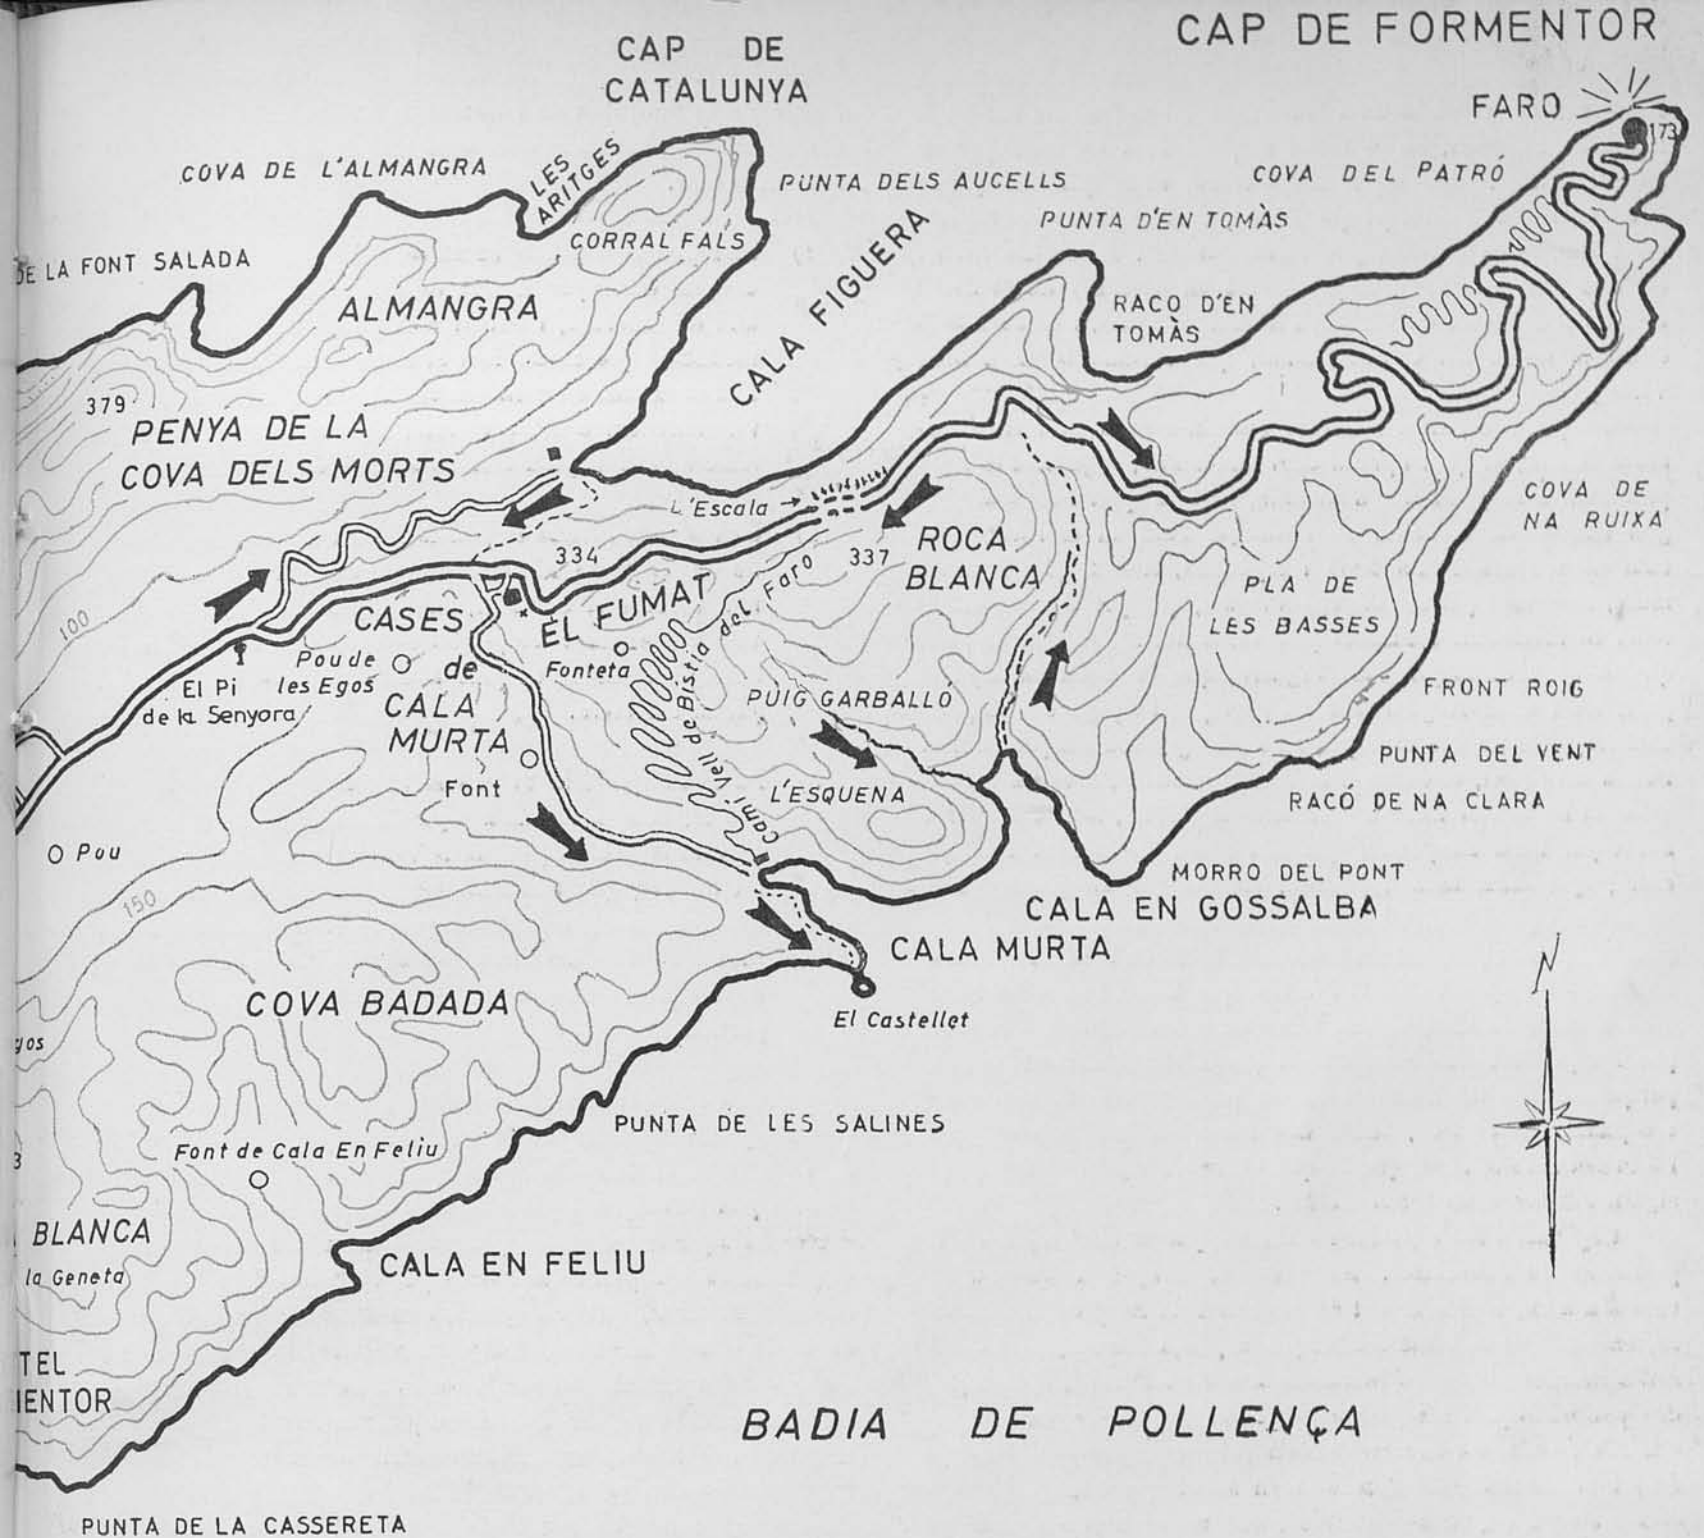 CAP DE FORMENTOR
CAP DE
CATALUNYA
FARO
173
COVA DE L'ALMANGRA
LES
ARITGES
PUNTA DELS AUCELLS
COVA DEL PATRÓ
PUNTA D'EN TOMÀS
CORRAL FALS
DE LA FONT SALADA
ALMANGRA
CALA FIGUERA
RACO D'EN
TOMÀS
379
PENYA DE LA
COVA DELS MORTS
L'Escala
COVA DE
NA RUIXA
334
337
ROCA
BLANCA
PLA DE
LES BASSES
100
CASES
de
CALA
MURTA
EL FUMAT
Fonteta
Camí Vell de Bistia del Faro
Pou de
les Egos
El Pi
de la Senyora
PUIG GARBALLÓ
FRONT ROIG
PUNTA DEL VENT
Font
L'ESQUENA
RACÓ DE NA CLARA
Pou
MORRO DEL PONT
150
CALA EN GOSSALBA
CALA MURTA
COVA BADADA
El Castellet
N
PUNTA DE LES SALINES
Font de Cala En Feliu
BLANCA
la Geneta
CALA EN FELIU
TEL
ENTOR
BADIA DE POLLENÇA
PUNTA DE LA CASSERETA